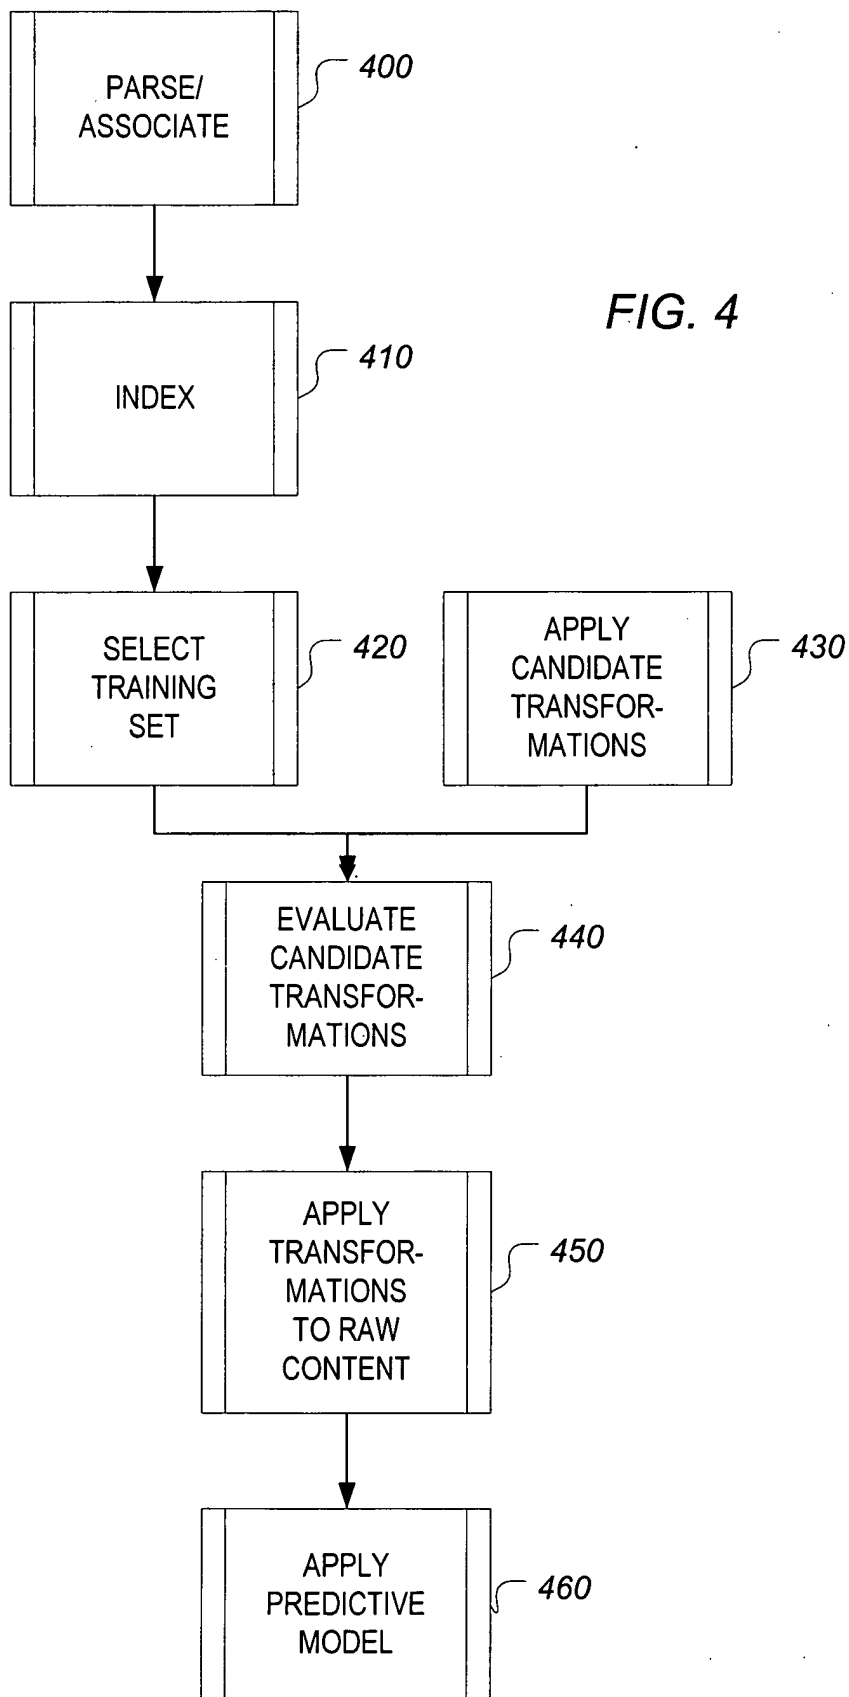 PARSE/
ASSOCIATE
400
FIG. 4
INDEX
410
SELECT
TRAINING
SET
420
APPLY
CANDIDATE
TRANSFOR-
MATIONS
430
EVALUATE
CANDIDATE
TRANSFOR-
MATIONS
440
APPLY
TRANSFOR-
MATIONS
TO RAW
CONTENT
450
APPLY
PREDICTIVE
MODEL
460